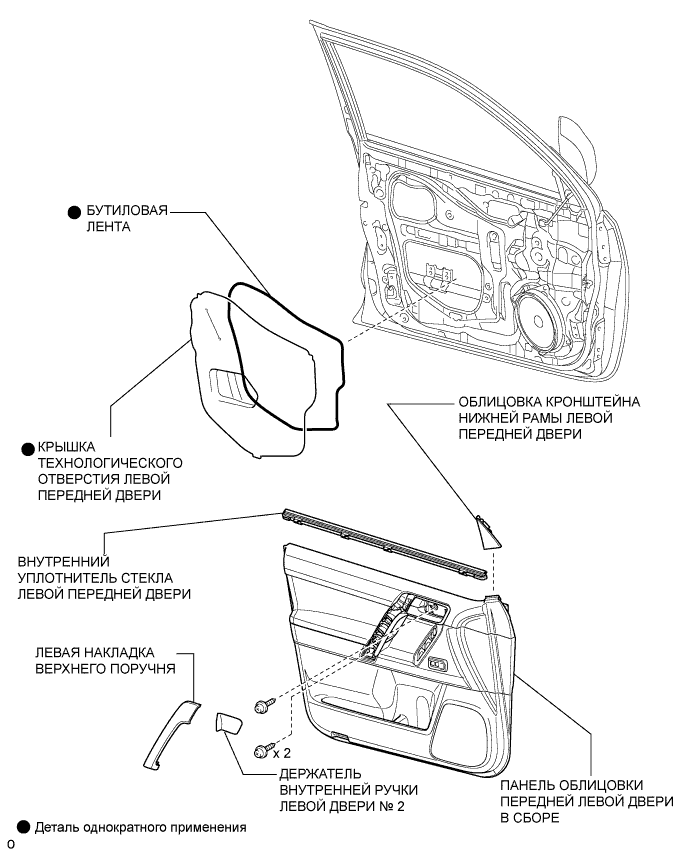 ● БУТИЛОВАЯ
ЛЕНТА
ОБЛИЦОВКА КРОНШТЕЙНА
НИЖНЕЙ РАМЫ ЛЕВОЙ
ПЕРЕДНЕЙ ДВЕРИ
● КРЫШКА
ТЕХНОЛОГИЧЕСКОГО
ОТВЕРСТИЯ ЛЕВОЙ
ПЕРЕДНЕЙ ДВЕРИ
ВНУТРЕННИЙ
УПЛОТНИТЕЛЬ СТЕКЛА
ЛЕВОЙ ПЕРЕДНЕЙ ДВЕРИ
ЛЕВАЯ НАКЛАДКА
ВЕРХНЕГО ПОРУЧНЯ
x 2
ДЕРЖАТЕЛЬ
ВНУТРЕННЕЙ РУЧКИ
ЛЕВОЙ ДВЕРИ № 2
ПАНЕЛЬ ОБЛИЦОВКИ
ПЕРЕДНЕЙ ЛЕВОЙ ДВЕРИ
В СБОРЕ
● Деталь однократного применения
O